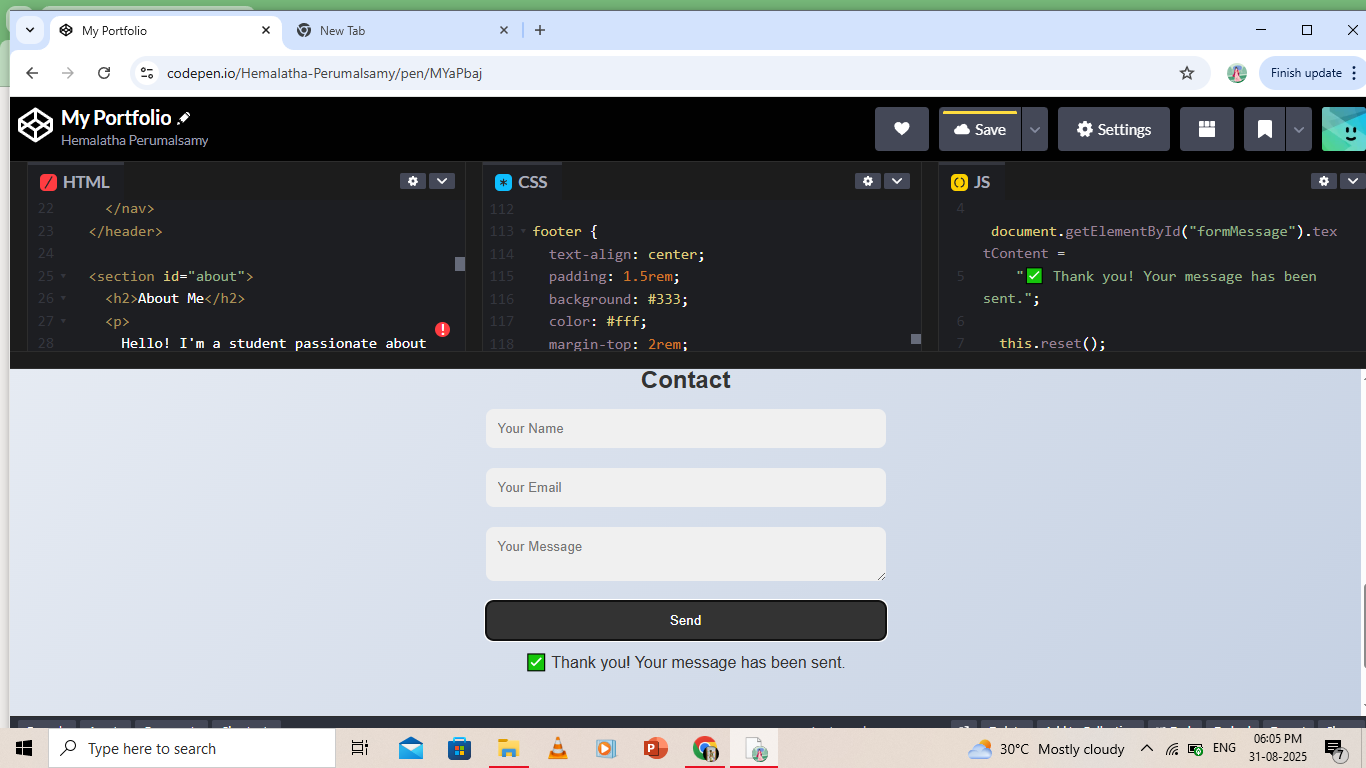 My Portfolio
New Tab
codepen.io/Hemalatha-Perumalsamy/pen/MYaPbaj
Finish update
My Portfolio
Hemalatha Perumalsamy
Save
Settings
HTML
22 </nav>
23 </header>
24
25 <section id="about">
26 <h2>About Me</h2>
27 <p>
28 Hello! I'm a student passionate about
CSS
112
113 footer {
114 text-align: center;
115 padding: 1.5rem;
116 background: #333;
117 color: #fff;
118 margin-top: 2rem;
JS
4
document.getElementById("formMessage").tex
tContent =
5 "✅ Thank you! Your message has been
sent.";
6
7 this.reset();
Contact
Your Name
Your Email
Your Message
Send
✅ Thank you! Your message has been sent.
Type here to search
30°C Mostly cloudy
ENG
06:05 PM
31-08-2025
7